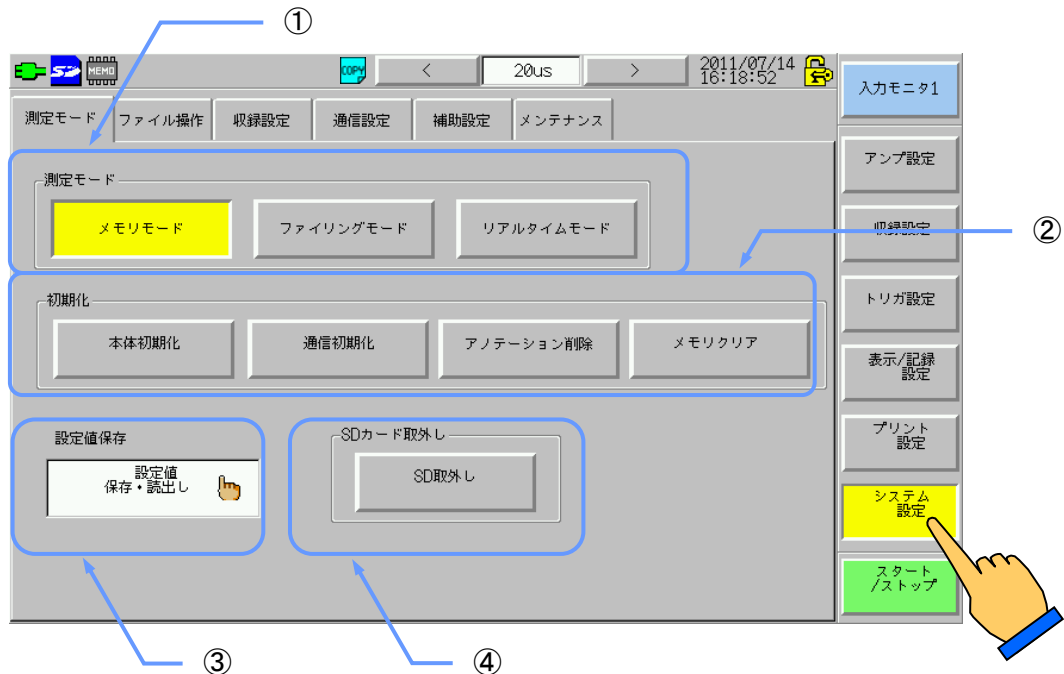 ①
SD MEMO COPY < 20us > 2011/07/14
16:18:52
入力モニタ1
測定モード ファイル操作 収録設定 通信設定 補助設定 メンテナンス
測定モード
メモリモード ファイリングモード リアルタイムモード
初期化
本体初期化 通信初期化 アノテーション削除 メモリクリア
設定値保存
設定値
保存・読出し
SDカード取外し
SD取外し
アンプ設定
収録設定
②
トリガ設定
表示/記録
設定
プリント
設定
システム
設定
スタート
/ストップ
③
④